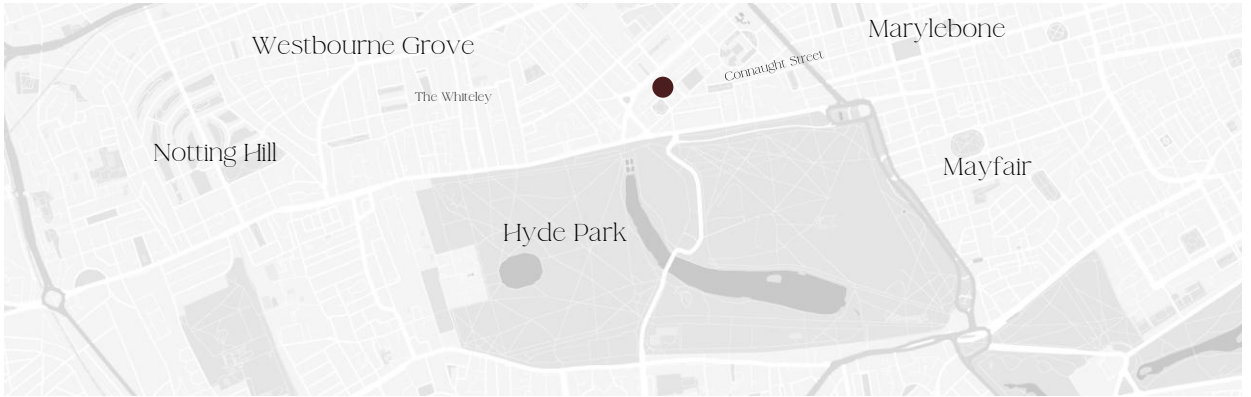 Marylebone
Westbourne Grove
Connaught Street
The Whiteley
Notting Hill
Mayfair
Hyde Park